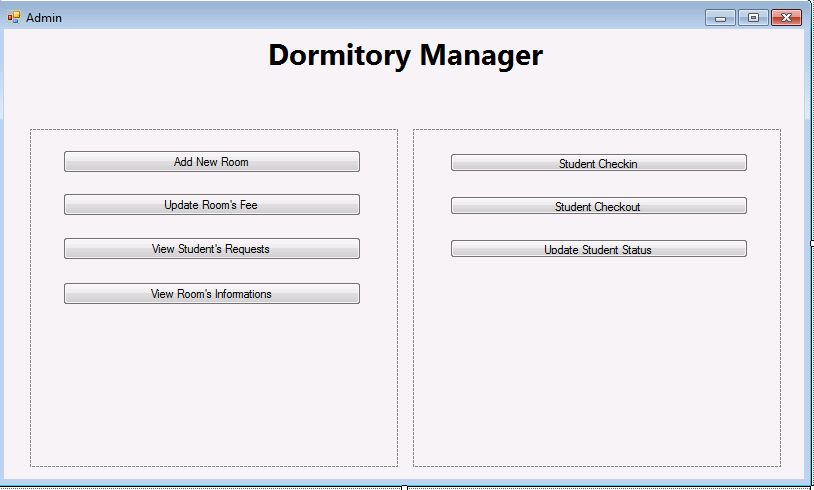 Admin
Dormitory Manager
Add New Room
Update Room's Fee
View Student's Requests
View Room's Informations
Student Checkin
Student Checkout
Update Student Status